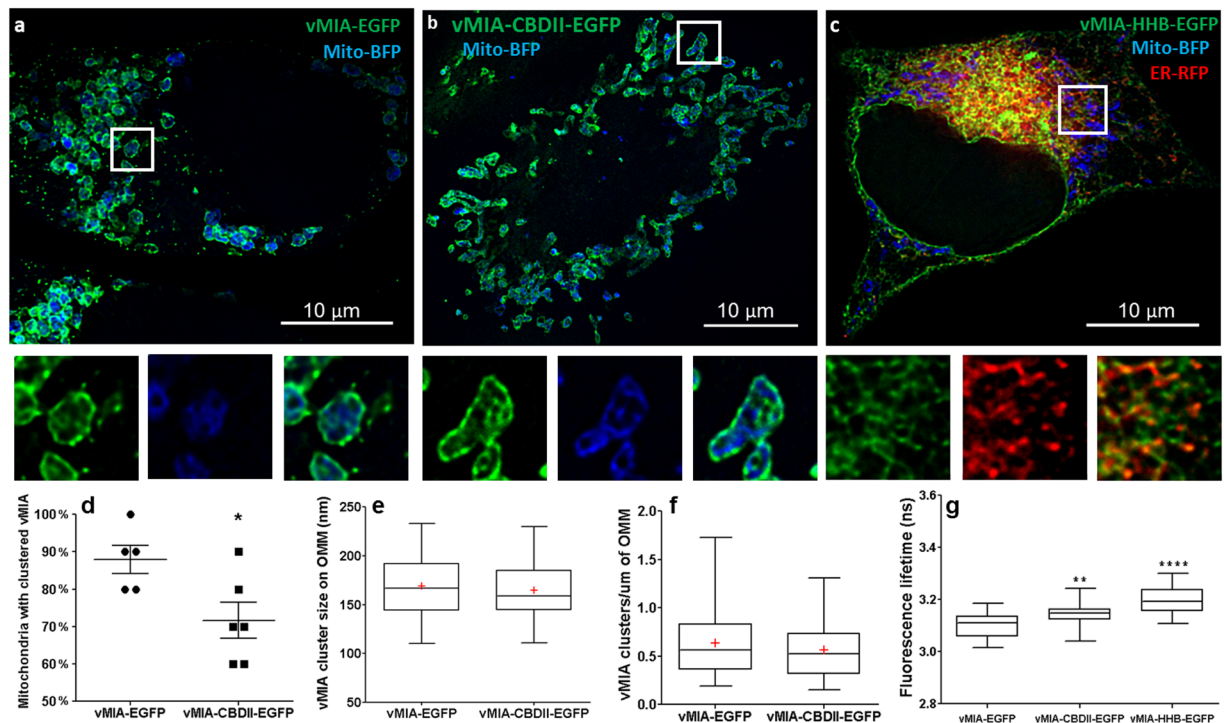 a
vMIA-EGFP
Mito-BFP
10 µm
b
vMIA-CBDII-EGFP
Mito-BFP
10 µm
c
vMIA-HHB-EGFP
Mito-BFP
ER-RFP
10 µm
d
Mitochondria with clustered vMIA
100%
90%
80%
70%
60%
50%
*
vMIA-EGFP
vMIA-CBDII-EGFP
e
vMIA cluster size on OMM (nm)
250
200
150
100
50
vMIA-EGFP
vMIA-CBDII-EGFP
f
vMIA clusters/um of OMM
2.0
1.5
1.0
0.5
0.0
vMIA-EGFP
vMIA-CBDII-EGFP
g
Fluorescence lifetime (ns)
3.6
3.4
3.2
3.0
2.8
**
****
vMIA-EGFP
vMIA-CBDII-EGFP
vMIA-HHB-EGFP